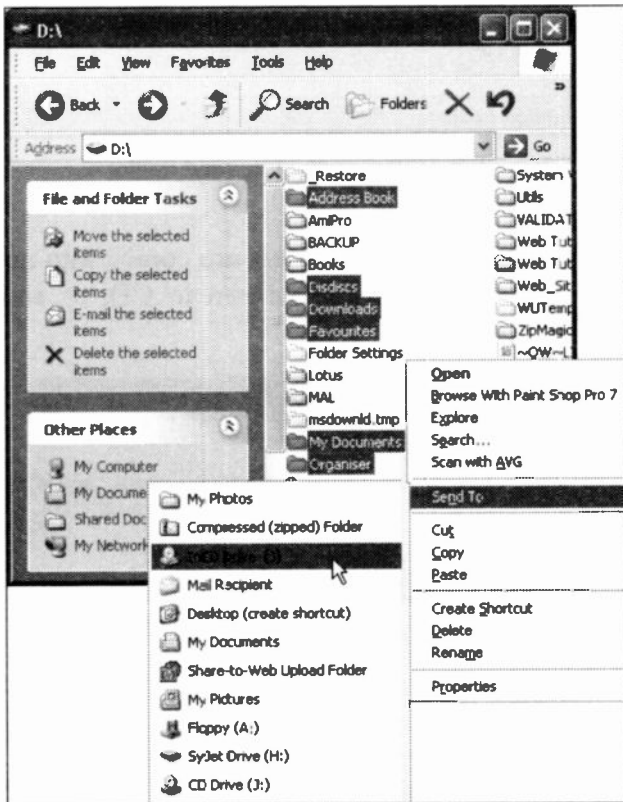 D:\
File Edit View Favorites Tools Help
Back Search Folders
Address D:\ Go
File and Folder Tasks
Move the selected
items
Copy the selected
items
E-mail the selected
items
Delete the selected
items
Other Places
My Computer
My Docume
Shared Doc
My Network
_Restore
Address Book
AmiPro
BACKUP
Books
Disdiscs
Downloads
Favourites
Folder Settings
Lotus
MAL
msdownld.tmp
My Documents
Organiser
System V
Utils
VALIDAT
Web Tut
Web Tut
Web_Sit
WUTemp
ZipMagic
Open
Browse With Paint Shop Pro 7
Explore
Search...
Scan with AVG
Send To
Cut
Copy
Paste
Create Shortcut
Delete
Rename
Properties
My Photos
Compressed (zipped) Folder
Drive
Mail Recipient
Desktop (create shortcut)
My Documents
Share-to-Web Upload Folder
My Pictures
Floppy (A:)
SyJet Drive (H:)
CD Drive (J:)